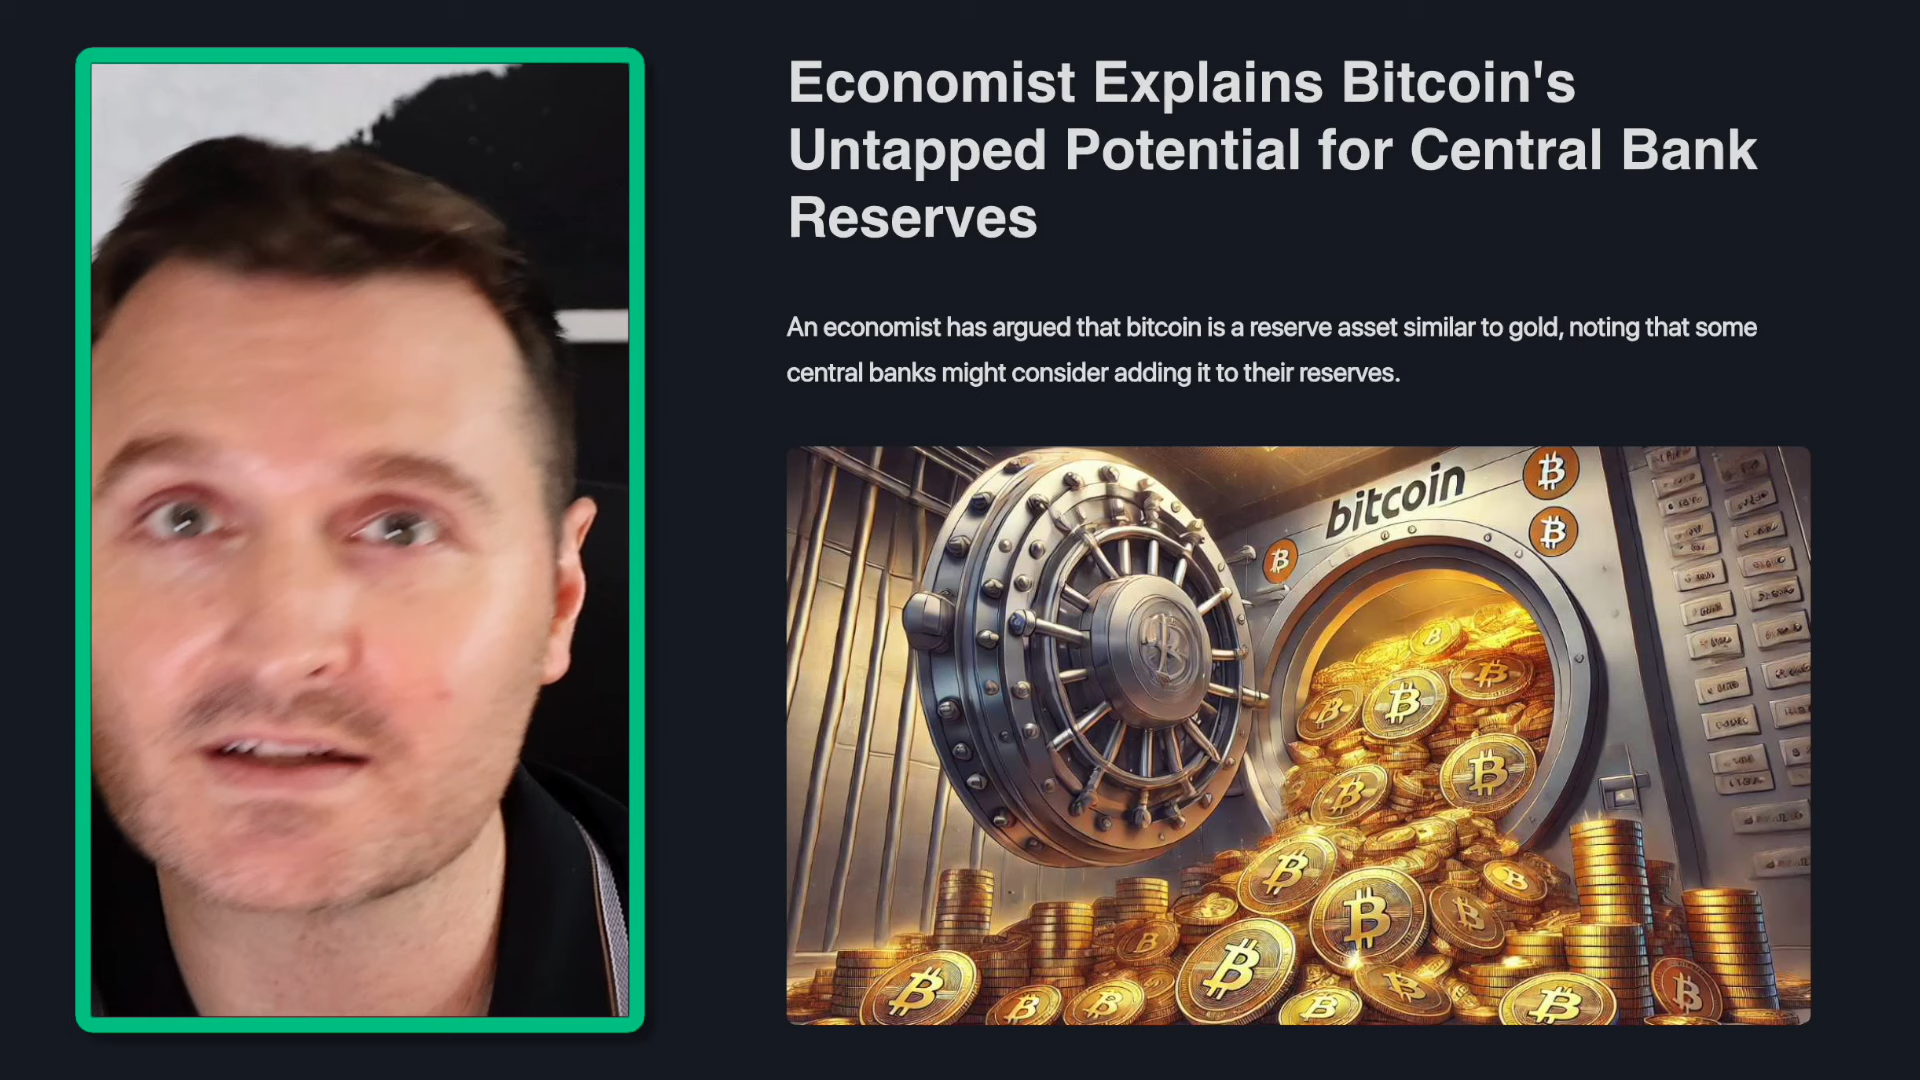 Economist Explains Bitcoin's
Untapped Potential for Central Bank
Reserves
An economist has argued that bitcoin is a reserve asset similar to gold, noting that some
central banks might consider adding it to their reserves.
bitcoin